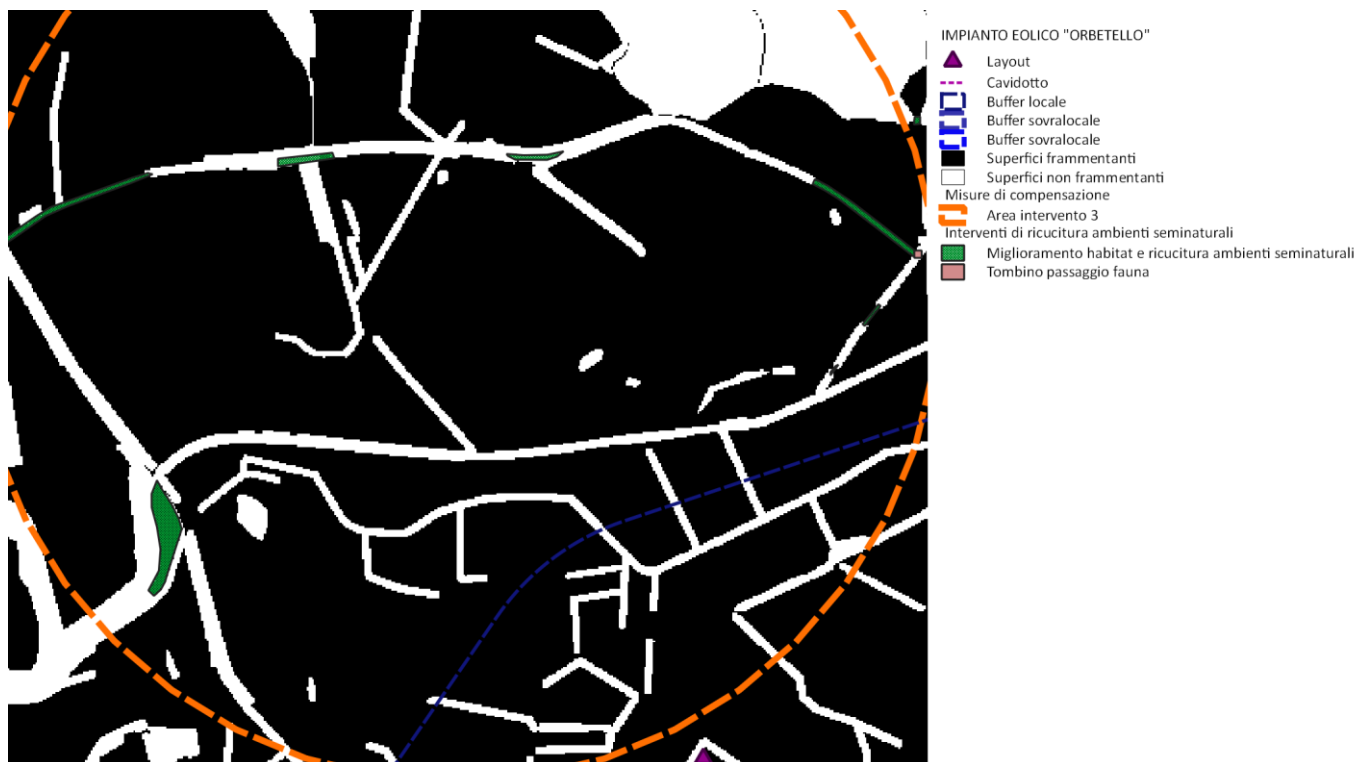 IMPIANTO EOLICO "ORBETELLO"
Layout
Cavidotto
Buffer locale
Buffer sovralocale
Buffer sovralocale
Superfici frammentanti
Superfici non frammentanti
Misure di compensazione
Area intervento 3
Interventi di ricucitura ambienti seminaturali
Miglioramento habitat e ricucitura ambienti seminaturali
Tombino passaggio fauna